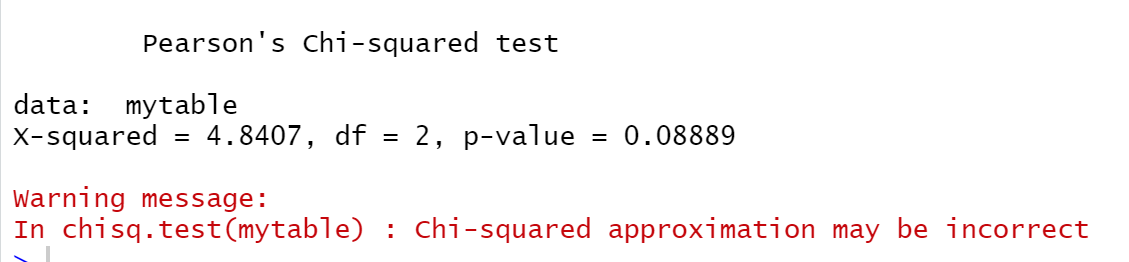 Pearson's Chi-squared test
data:  mytable
X-squared = 4.8407, df = 2, p-value = 0.08889
Warning message:
In chisq.test(mytable) : Chi-squared approximation may be incorrect
>